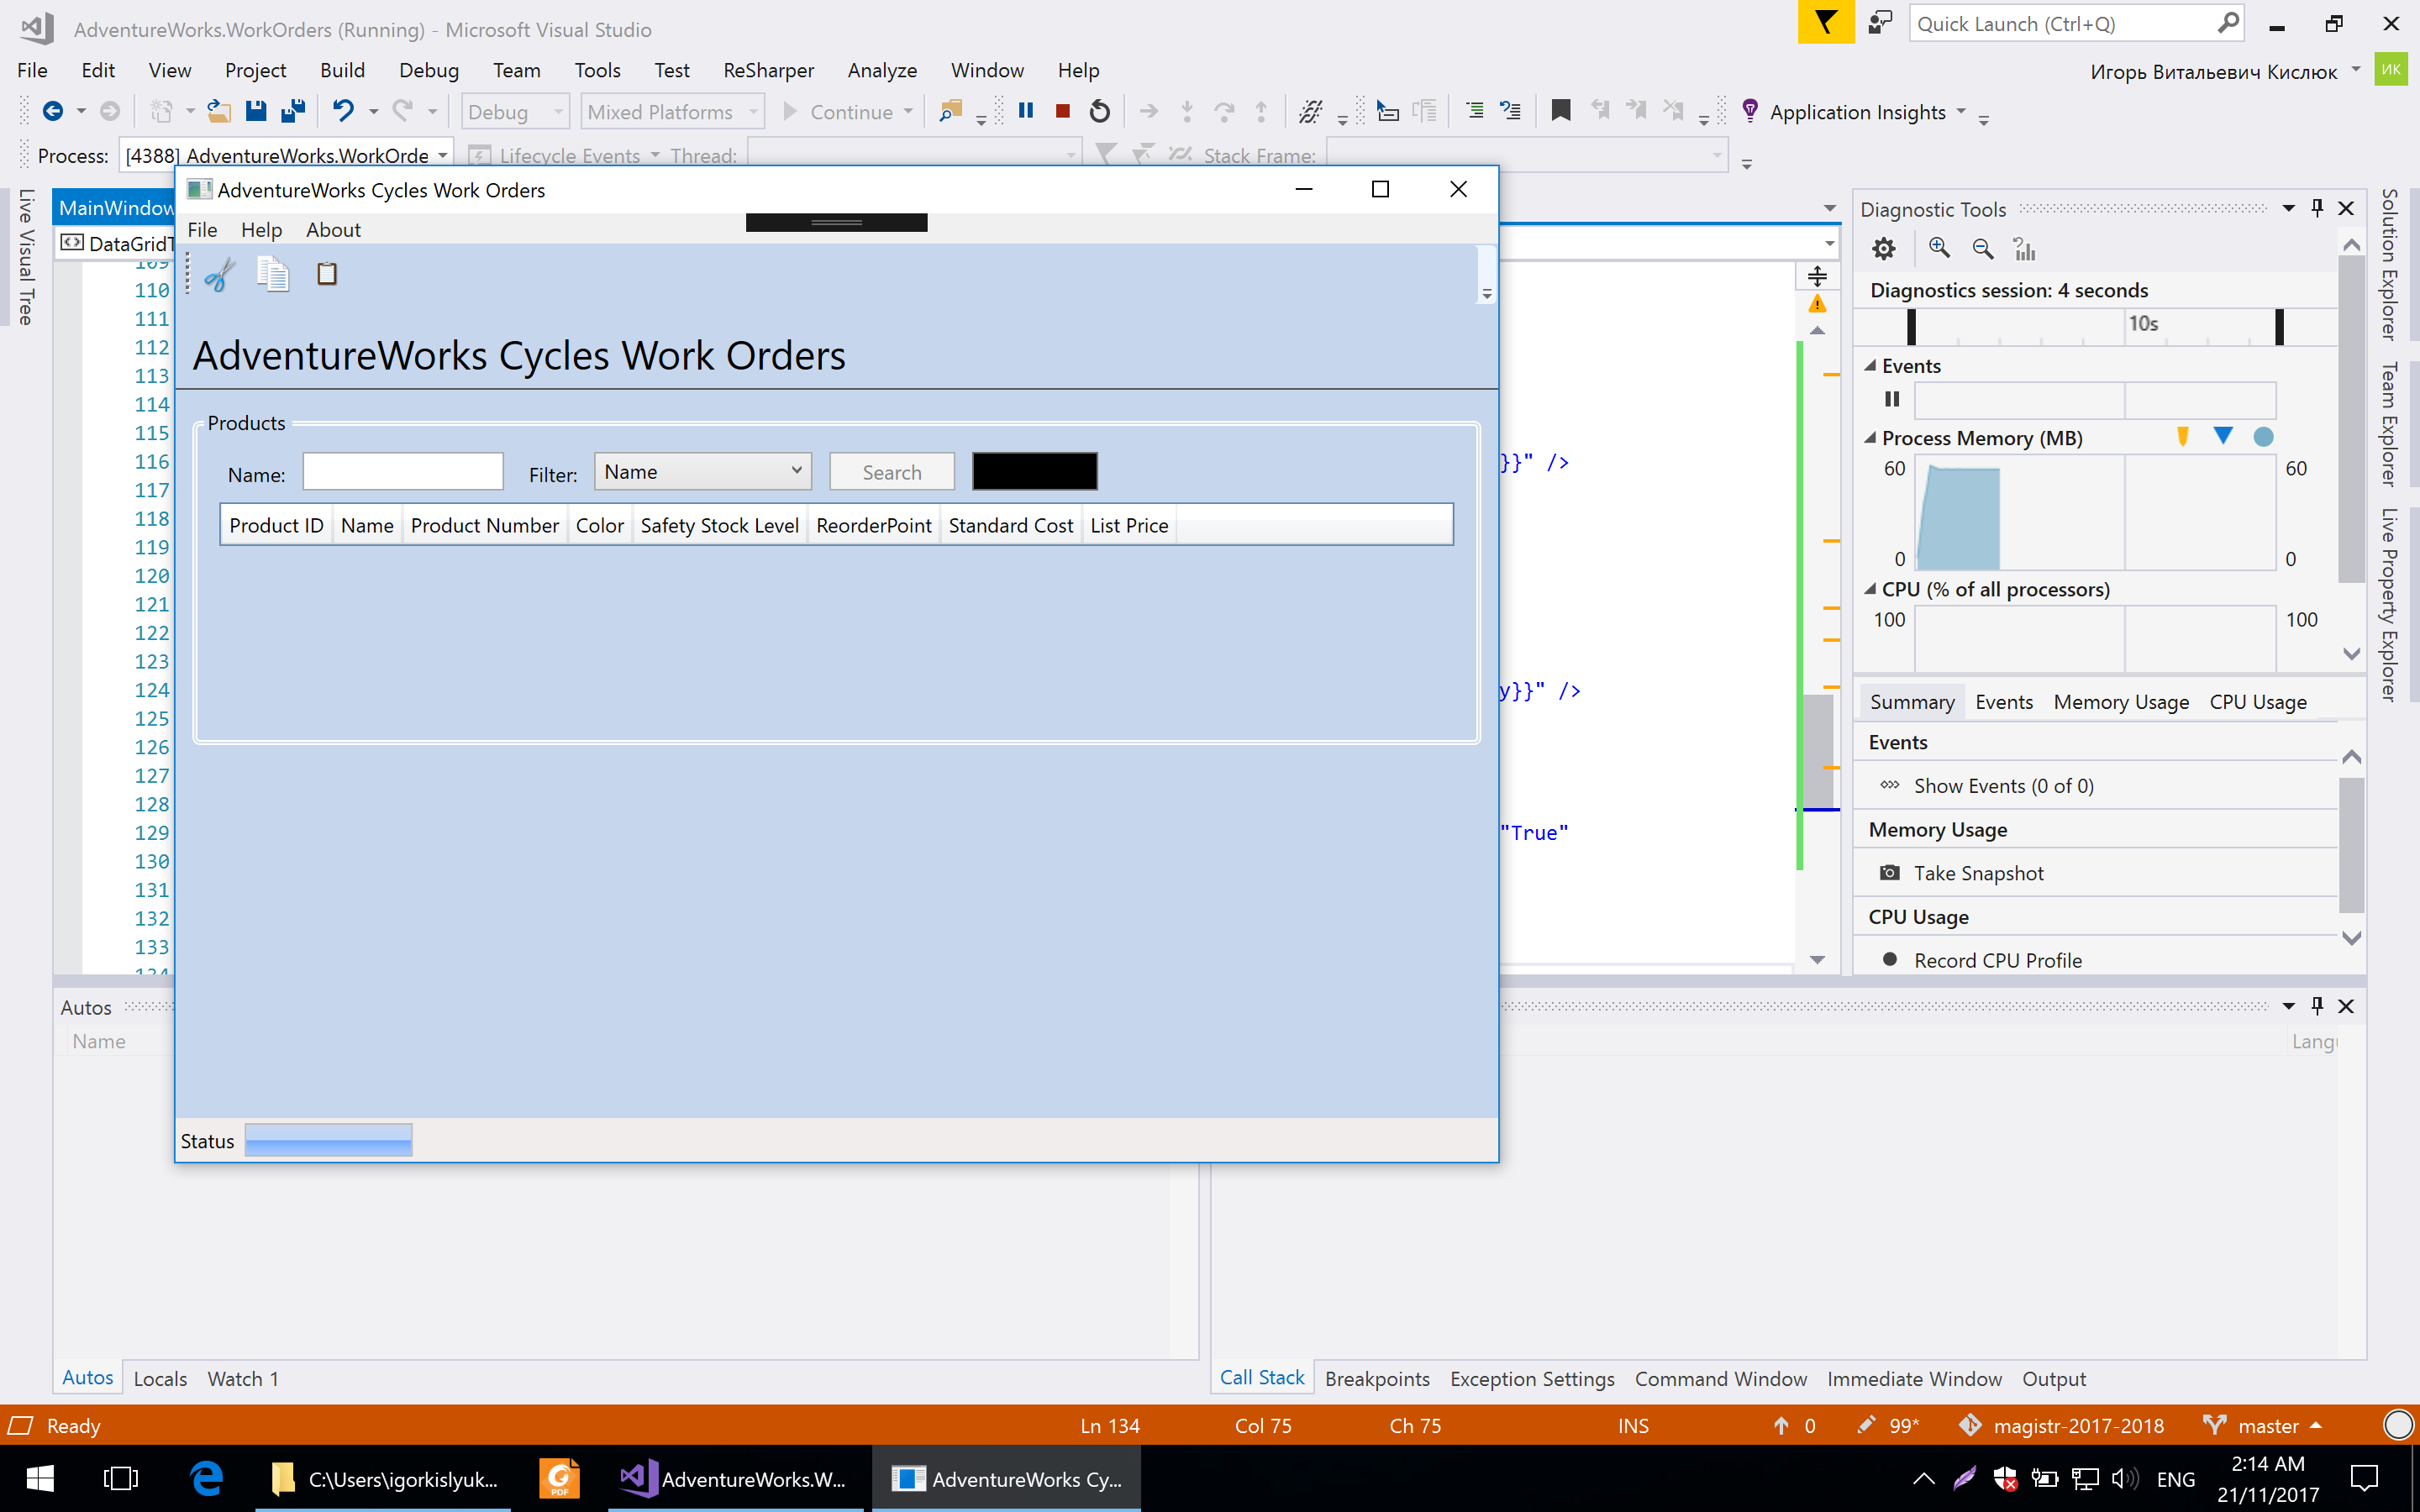 AdventureWorks.WorkOrders (Running) - Microsoft Visual Studio
Quick Launch (Ctrl+Q)
File Edit View Project Build Debug Team Tools Test ReSharper Analyze Window Help
Игорь Витальевич Кислюк
ИК
Debug Mixed Platforms Continue Application Insights
Process: [4388] AdventureWorks.WorkOrde Lifecycle Events Thread: Stack Frame:
Live Visual Tree
MainWindow
DataGridT
109
110
111
112
113
114
115
116
117
118
119
120
121
122
123
124
125
126
127
128
129
130
131
132
133
134
AdventureWorks Cycles Work Orders
File Help About
AdventureWorks Cycles Work Orders
Products
Name: Filter: Name Search
Product ID Name Product Number Color Safety Stock Level ReorderPoint Standard Cost List Price
Status
}}" />
y}}" />
"True"
Diagnostic Tools
Diagnostics session: 4 seconds
10s
Events
Process Memory (MB)
60 60
0 0
CPU (% of all processors)
100 100
Summary Events Memory Usage CPU Usage
Events
Show Events (0 of 0)
Memory Usage
Take Snapshot
CPU Usage
Record CPU Profile
Solution Explorer
Team Explorer
Live Property Explorer
Autos
Name
Langu
Autos Locals Watch 1
Call Stack Breakpoints Exception Settings Command Window Immediate Window Output
Ready Ln 134 Col 75 Ch 75 INS 0 99* magistr-2017-2018 master
C:\Users\igorkislyuk... PDF AdventureWorks.W... AdventureWorks Cy... ENG
2:14 AM
21/11/2017